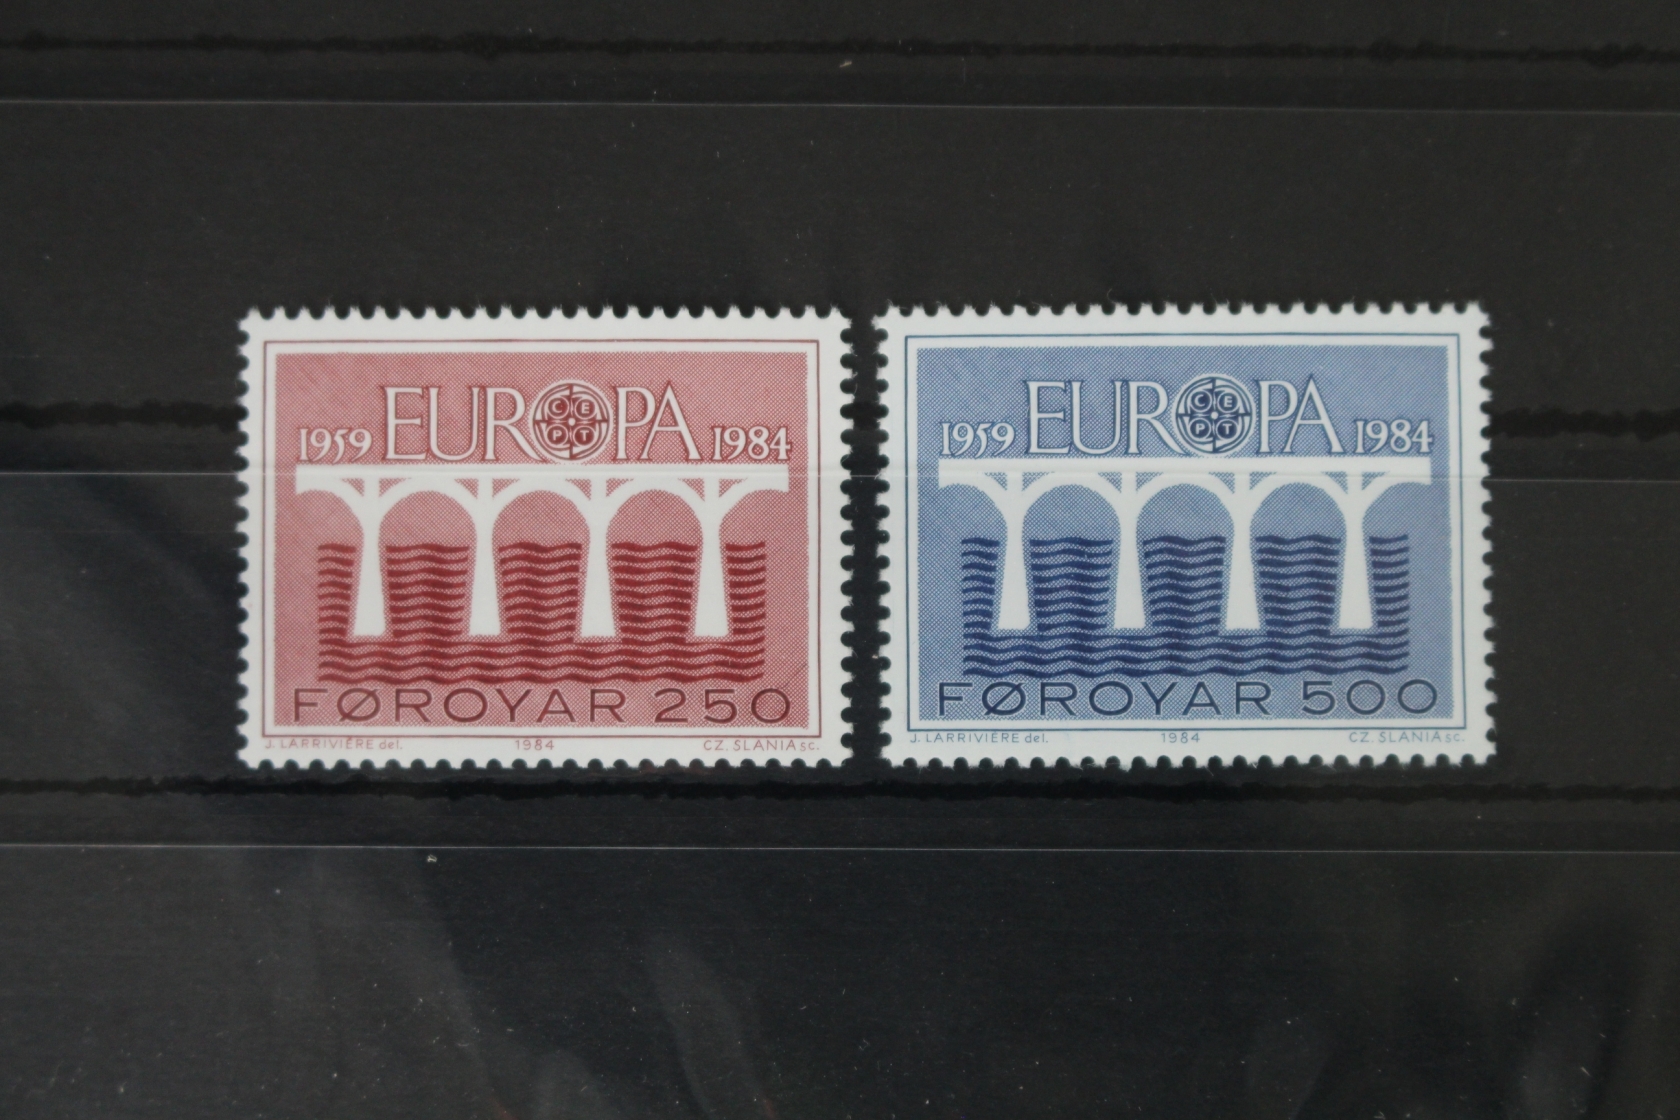 1959 EUROPA 1984
CEPT
FØROYAR 250
J. LARRIVIÈRE del. 1984 CZ. SLANIA sc.
1959 EUROPA 1984
CEPT
FØROYAR 500
J. LARRIVIÈRE del. 1984 CZ. SLANIA sc.